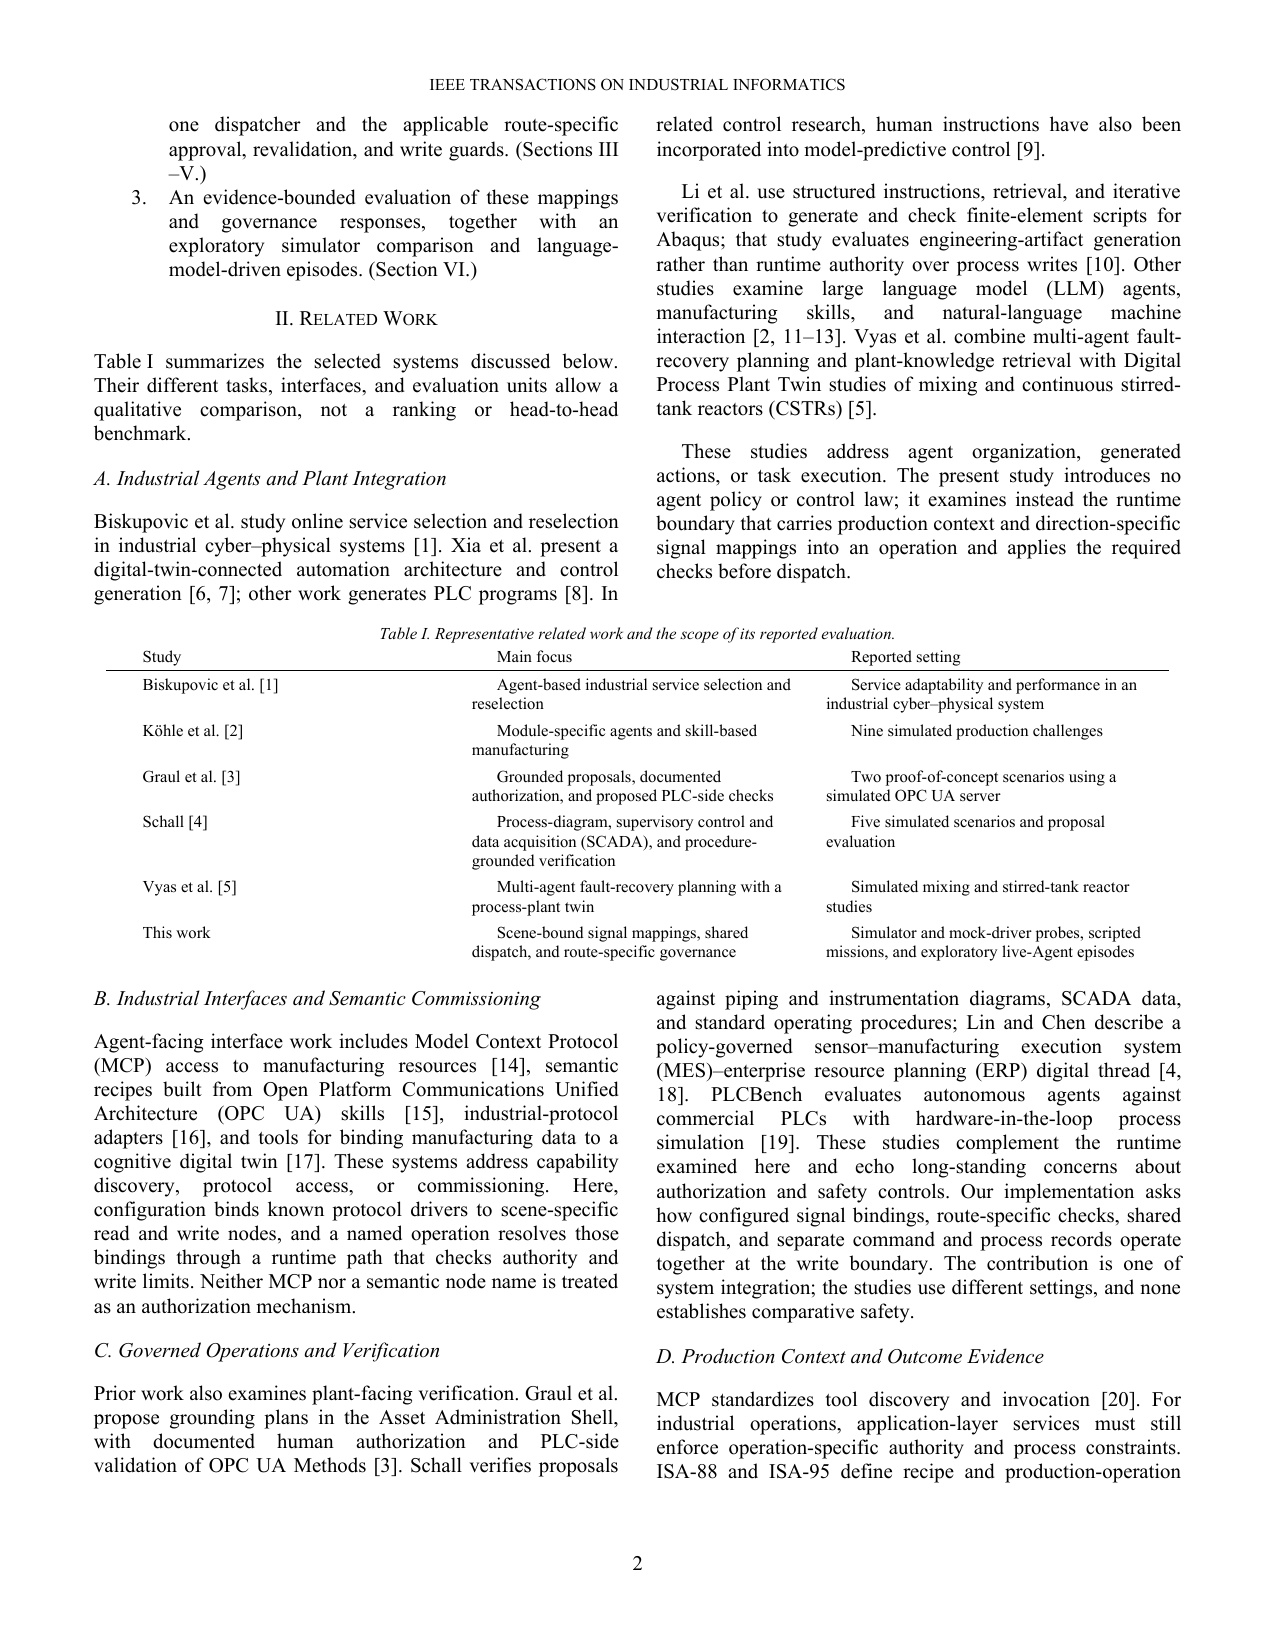 IEEE TRANSACTIONS ON INDUSTRIAL INFORMATICS
one dispatcher and the applicable route-specific
approval, revalidation, and write guards. (Sections III
–V.)
3. An evidence-bounded evaluation of these mappings
and governance responses, together with an
exploratory simulator comparison and language-
model-driven episodes. (Section VI.)
II. RELATED WORK
Table I summarizes the selected systems discussed below.
Their different tasks, interfaces, and evaluation units allow a
qualitative comparison, not a ranking or head-to-head
benchmark.
A. Industrial Agents and Plant Integration
Biskupovic et al. study online service selection and reselection
in industrial cyber–physical systems [1]. Xia et al. present a
digital-twin-connected automation architecture and control
generation [6, 7]; other work generates PLC programs [8]. In
related control research, human instructions have also been
incorporated into model-predictive control [9].
Li et al. use structured instructions, retrieval, and iterative
verification to generate and check finite-element scripts for
Abaqus; that study evaluates engineering-artifact generation
rather than runtime authority over process writes [10]. Other
studies examine large language model (LLM) agents,
manufacturing skills, and natural-language machine
interaction [2, 11–13]. Vyas et al. combine multi-agent fault-
recovery planning and plant-knowledge retrieval with Digital
Process Plant Twin studies of mixing and continuous stirred-
tank reactors (CSTRs) [5].
These studies address agent organization, generated
actions, or task execution. The present study introduces no
agent policy or control law; it examines instead the runtime
boundary that carries production context and direction-specific
signal mappings into an operation and applies the required
checks before dispatch.
Table I. Representative related work and the scope of its reported evaluation.
Study Main focus Reported setting
Biskupovic et al. [1] Agent-based industrial service selection and Service adaptability and performance in an
reselection industrial cyber–physical system
Köhle et al. [2] Module-specific agents and skill-based Nine simulated production challenges
manufacturing
Graul et al. [3] Grounded proposals, documented Two proof-of-concept scenarios using a
authorization, and proposed PLC-side checks simulated OPC UA server
Schall [4] Process-diagram, supervisory control and Five simulated scenarios and proposal
data acquisition (SCADA), and procedure- evaluation
grounded verification
Vyas et al. [5] Multi-agent fault-recovery planning with a Simulated mixing and stirred-tank reactor
process-plant twin studies
This work Scene-bound signal mappings, shared Simulator and mock-driver probes, scripted
dispatch, and route-specific governance missions, and exploratory live-Agent episodes
B. Industrial Interfaces and Semantic Commissioning
Agent-facing interface work includes Model Context Protocol
(MCP) access to manufacturing resources [14], semantic
recipes built from Open Platform Communications Unified
Architecture (OPC UA) skills [15], industrial-protocol
adapters [16], and tools for binding manufacturing data to a
cognitive digital twin [17]. These systems address capability
discovery, protocol access, or commissioning. Here,
configuration binds known protocol drivers to scene-specific
read and write nodes, and a named operation resolves those
bindings through a runtime path that checks authority and
write limits. Neither MCP nor a semantic node name is treated
as an authorization mechanism.
C. Governed Operations and Verification
Prior work also examines plant-facing verification. Graul et al.
propose grounding plans in the Asset Administration Shell,
with documented human authorization and PLC-side
validation of OPC UA Methods [3]. Schall verifies proposals
against piping and instrumentation diagrams, SCADA data,
and standard operating procedures; Lin and Chen describe a
policy-governed sensor–manufacturing execution system
(MES)–enterprise resource planning (ERP) digital thread [4,
18]. PLCBench evaluates autonomous agents against
commercial PLCs with hardware-in-the-loop process
simulation [19]. These studies complement the runtime
examined here and echo long-standing concerns about
authorization and safety controls. Our implementation asks
how configured signal bindings, route-specific checks, shared
dispatch, and separate command and process records operate
together at the write boundary. The contribution is one of
system integration; the studies use different settings, and none
establishes comparative safety.
D. Production Context and Outcome Evidence
MCP standardizes tool discovery and invocation [20]. For
industrial operations, application-layer services must still
enforce operation-specific authority and process constraints.
ISA-88 and ISA-95 define recipe and production-operation
2